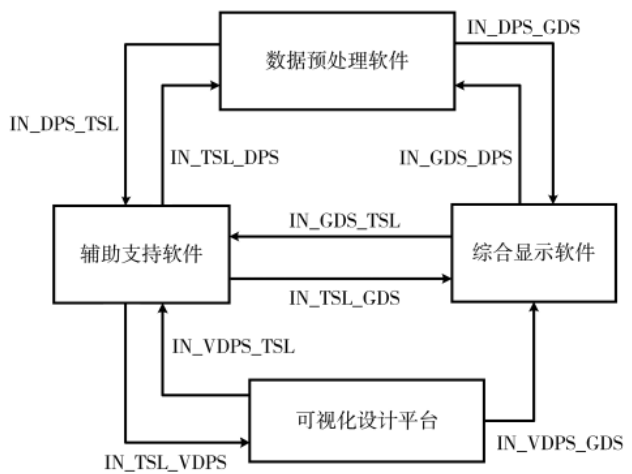 IN_DPS_GDS
数据预处理软件
IN_DPS_TSL
IN_TSL_DPS
IN_GDS_DPS
IN_GDS_TSL
辅助支持软件
综合显示软件
IN_TSL_GDS
IN_VDPS_TSL
可视化设计平台
IN_TSL_VDPS
IN_VDPS_GDS